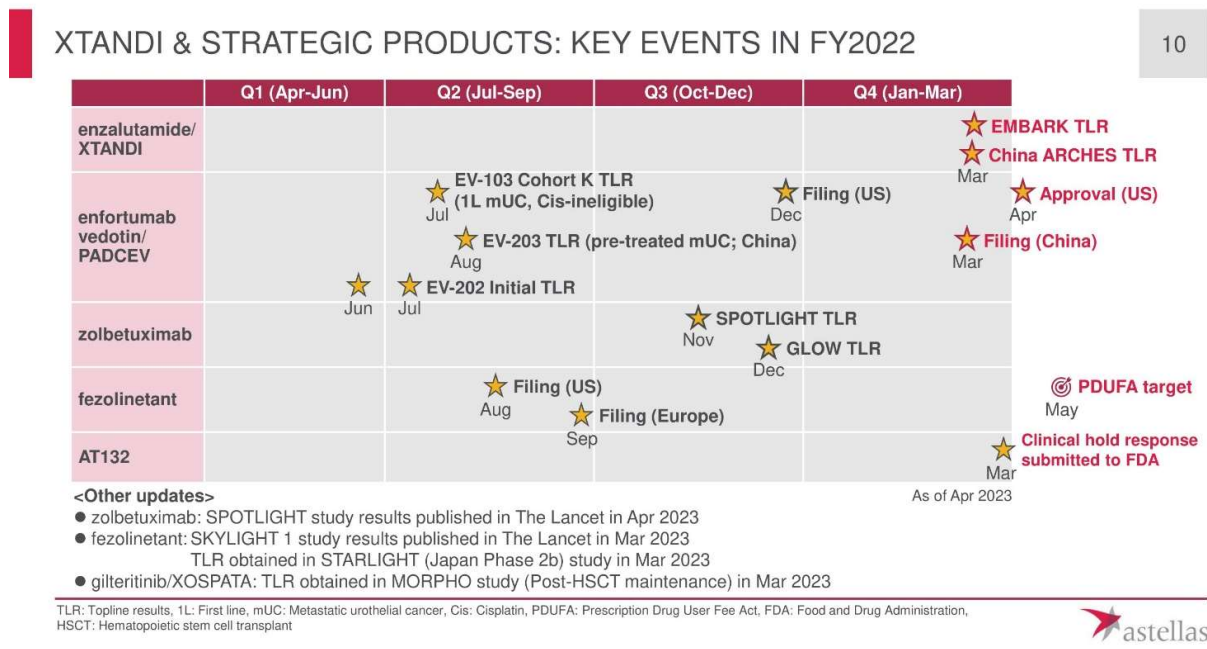 XTANDI & STRATEGIC PRODUCTS: KEY EVENTS IN FY2022
10
Q1 (Apr-Jun)
Q2 (Jul-Sep)
Q3 (Oct-Dec)
Q4 (Jan-Mar)
enzalutamide/
XTANDI
EMBARK TLR
China ARCHES TLR
Mar
enfortumab
vedotin/
PADCEV
EV-103 Cohort K TLR
(1L mUC, Cis-ineligible)
Jul
Filing (US)
Dec
Approval (US)
Apr
EV-203 TLR (pre-treated mUC; China)
Aug
Filing (China)
Mar
EV-202 Initial TLR
Jun
Jul
zolbetuximab
SPOTLIGHT TLR
Nov
GLOW TLR
Dec
fezolinetant
Filing (US)
Aug
Filing (Europe)
Sep
PDUFA target
May
AT132
Clinical hold response
submitted to FDA
Mar
<Other updates>
As of Apr 2023
● zolbetuximab: SPOTLIGHT study results published in The Lancet in Apr 2023
● fezolinetant: SKYLIGHT 1 study results published in The Lancet in Mar 2023
TLR obtained in STARLIGHT (Japan Phase 2b) study in Mar 2023
● gilteritinib/XOSPATA: TLR obtained in MORPHO study (Post-HSCT maintenance) in Mar 2023
TLR: Topline results, 1L: First line, mUC: Metastatic urothelial cancer, Cis: Cisplatin, PDUFA: Prescription Drug User Fee Act, FDA: Food and Drug Administration,
HSCT: Hematopoietic stem cell transplant
astellas